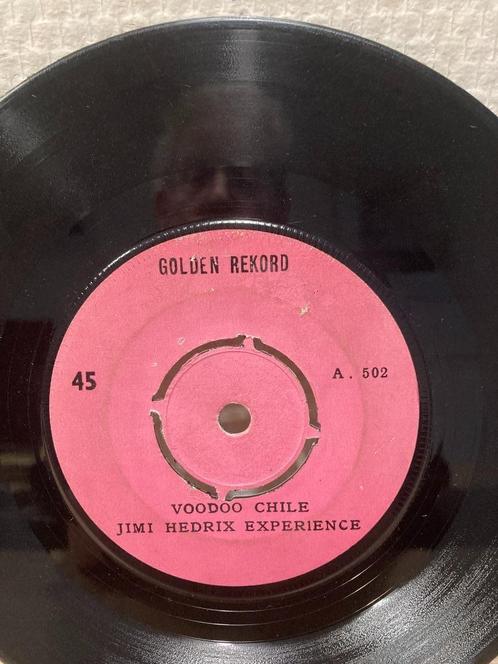 GOLDEN REKORD
45
A. 502
VOODOO CHILE
JIMI HEDRIX EXPERIENCE